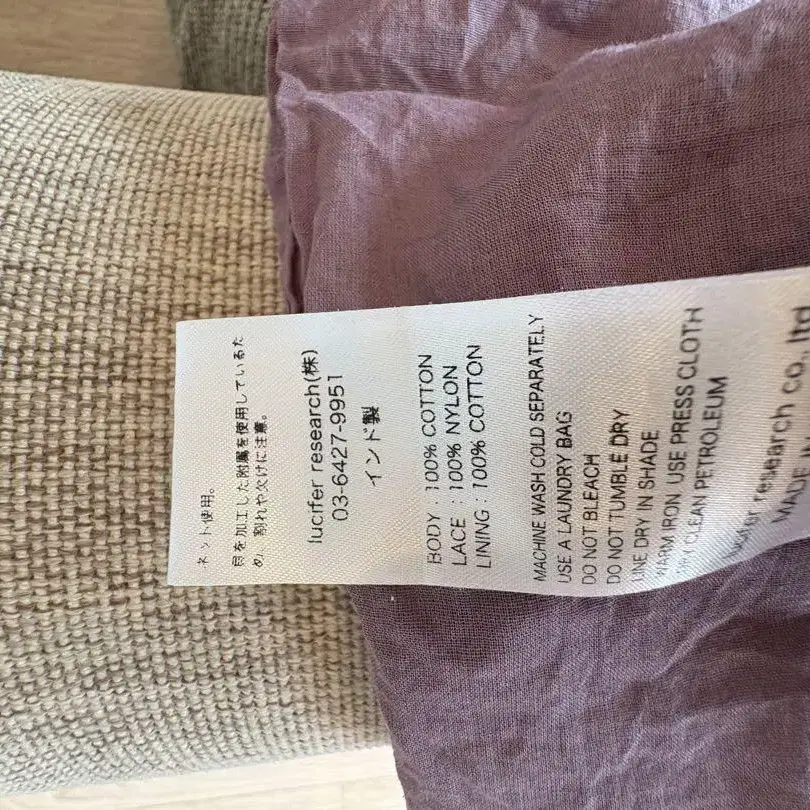 ネット使用。
貝を加工した附属を使用しているた
め、割れや欠けに注意。
lucifer research(株)
03-6427-9951
インド製
BODY : 100% COTTON
LACE : 100% NYLON
LINING : 100% COTTON
MACHINE WASH COLD SEPARATELY
USE A LAUNDRY BAG
DO NOT BLEACH
DO NOT TUMBLE DRY
LINE DRY IN SHADE
WARM IRON USE PRESS CLOTH
DRY CLEAN PETROLEUM
lucifer research co. ltd
MADE IN